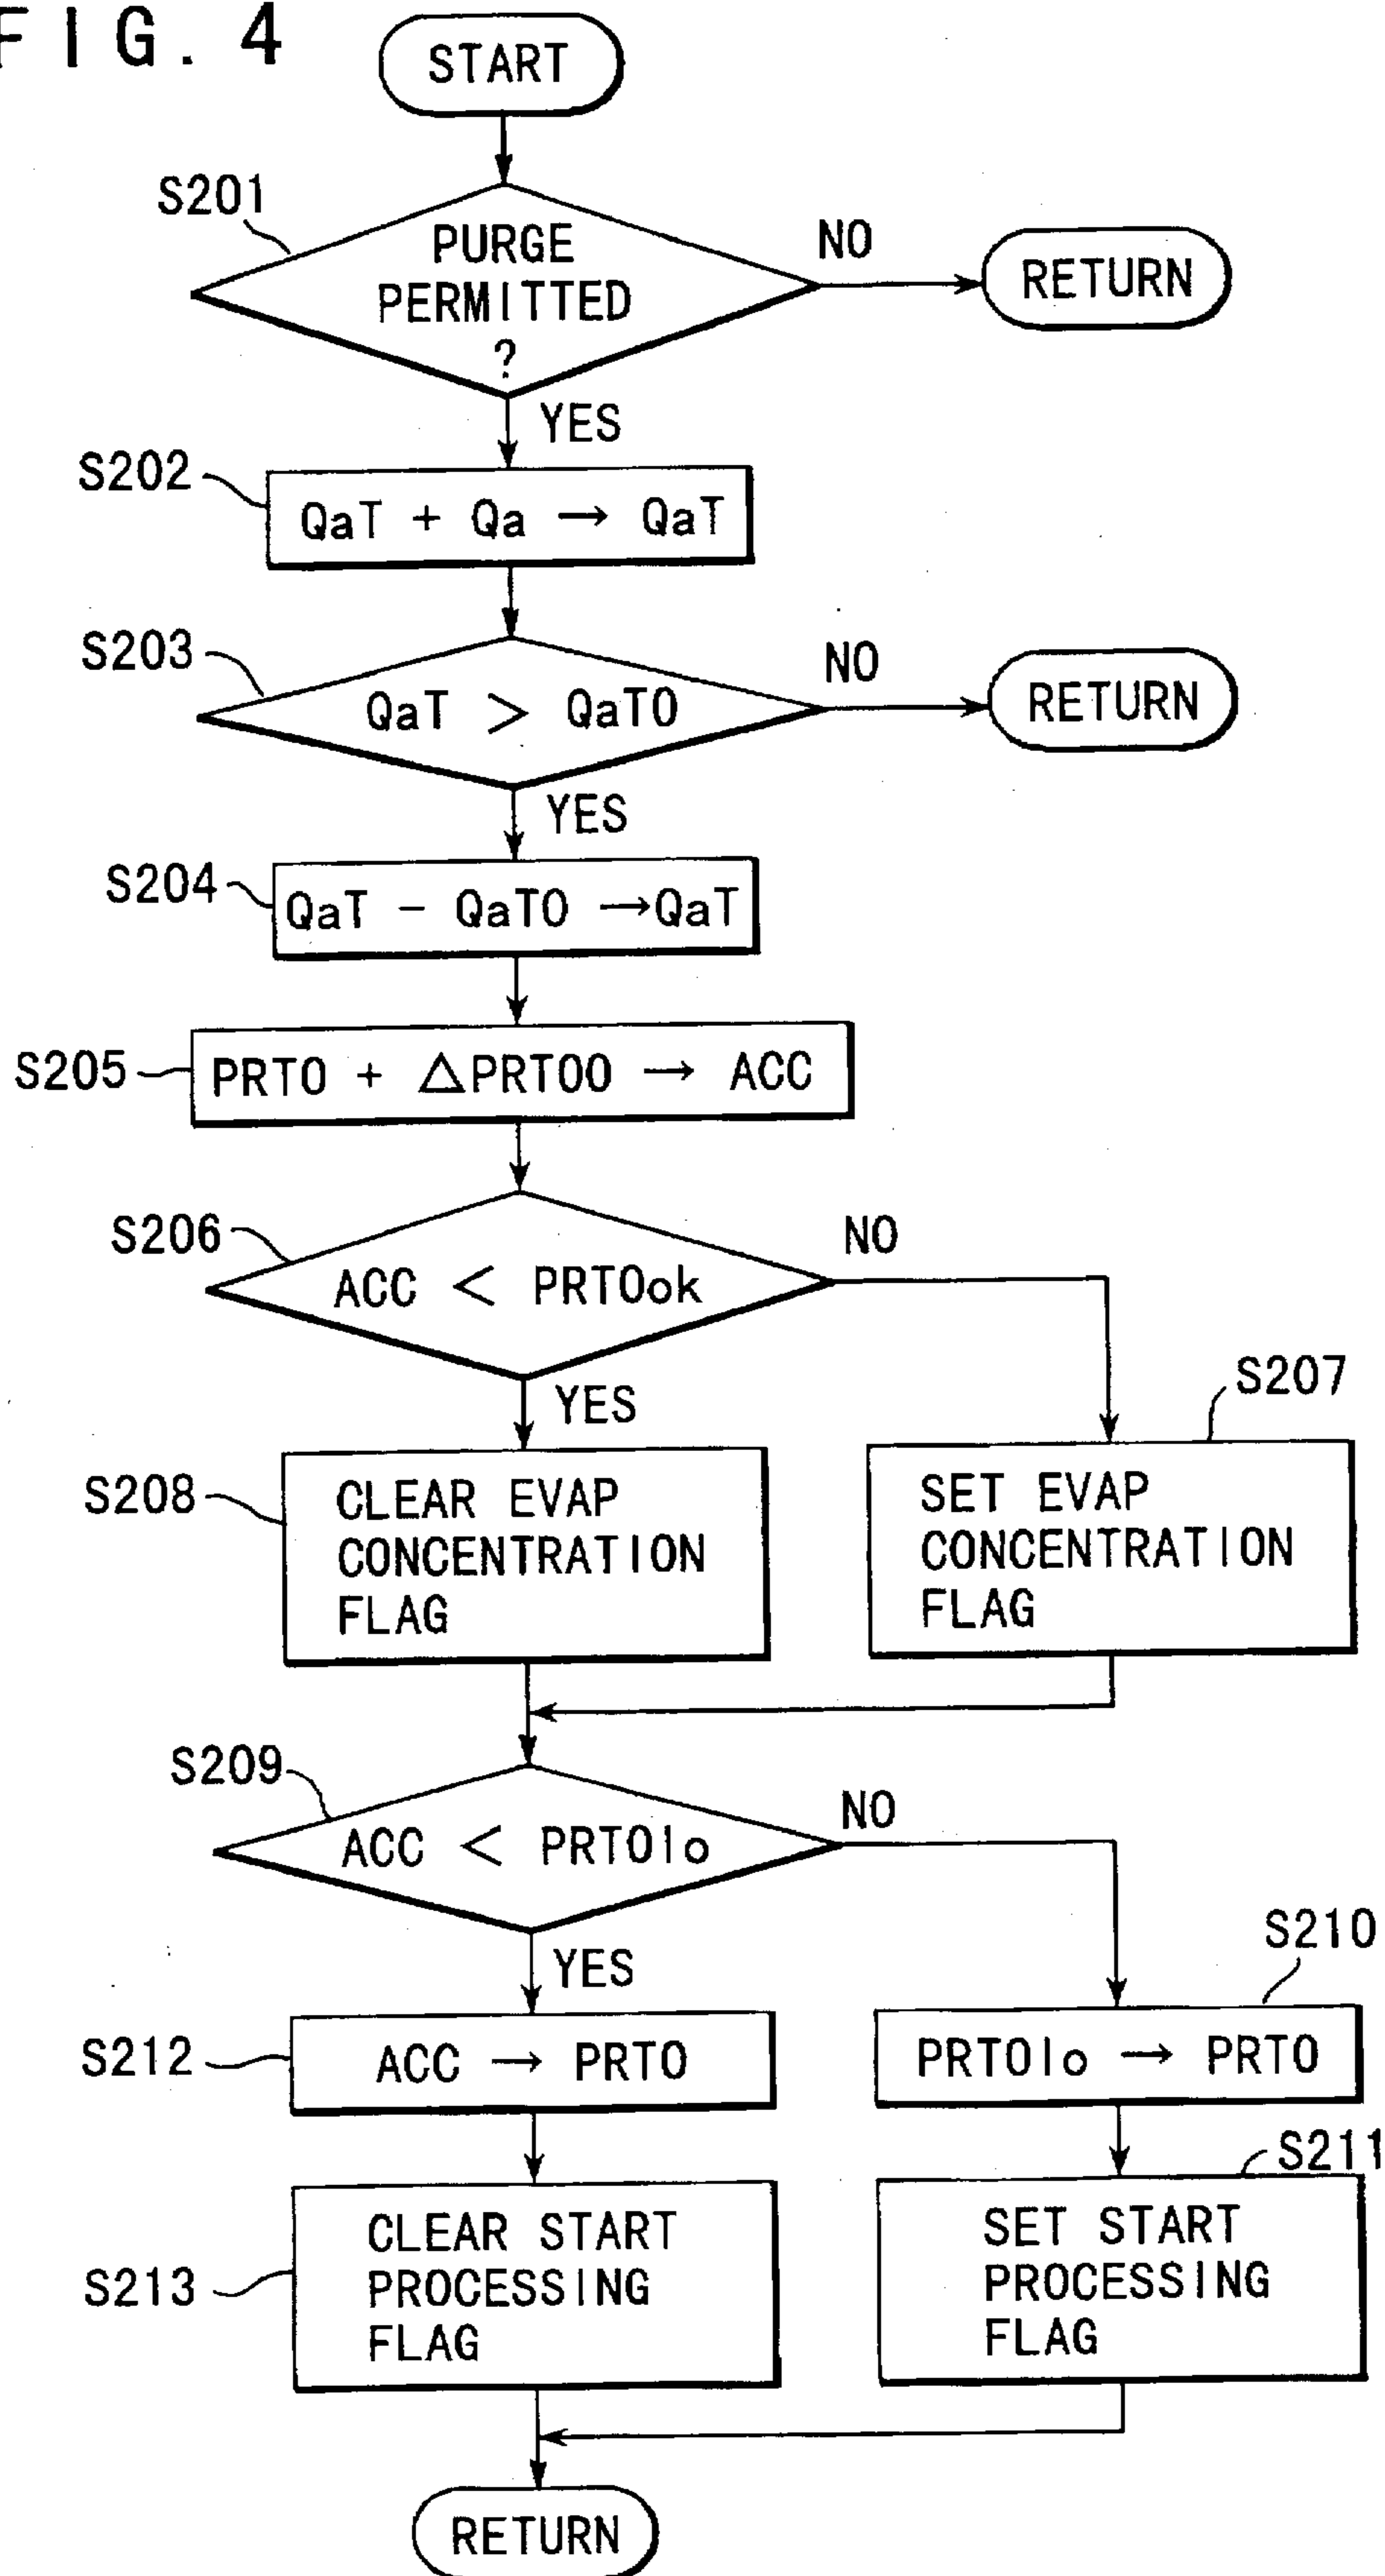 FIG. 4
START
S201
PURGE
PERMITTED
?
NO
RETURN
YES
S202
QaT + Qa → QaT
S203
QaT > QaT0
NO
RETURN
YES
S204
QaT - QaT0 → QaT
S205
PRT0 + △PRT00 → ACC
S206
ACC < PRT0ok
NO
YES
S207
S208
CLEAR EVAP
CONCENTRATION
FLAG
SET EVAP
CONCENTRATION
FLAG
S209
ACC < PRT0lo
NO
YES
S210
S212
ACC → PRT0
PRT0lo → PRT0
S211
S213
CLEAR START
PROCESSING
FLAG
SET START
PROCESSING
FLAG
RETURN